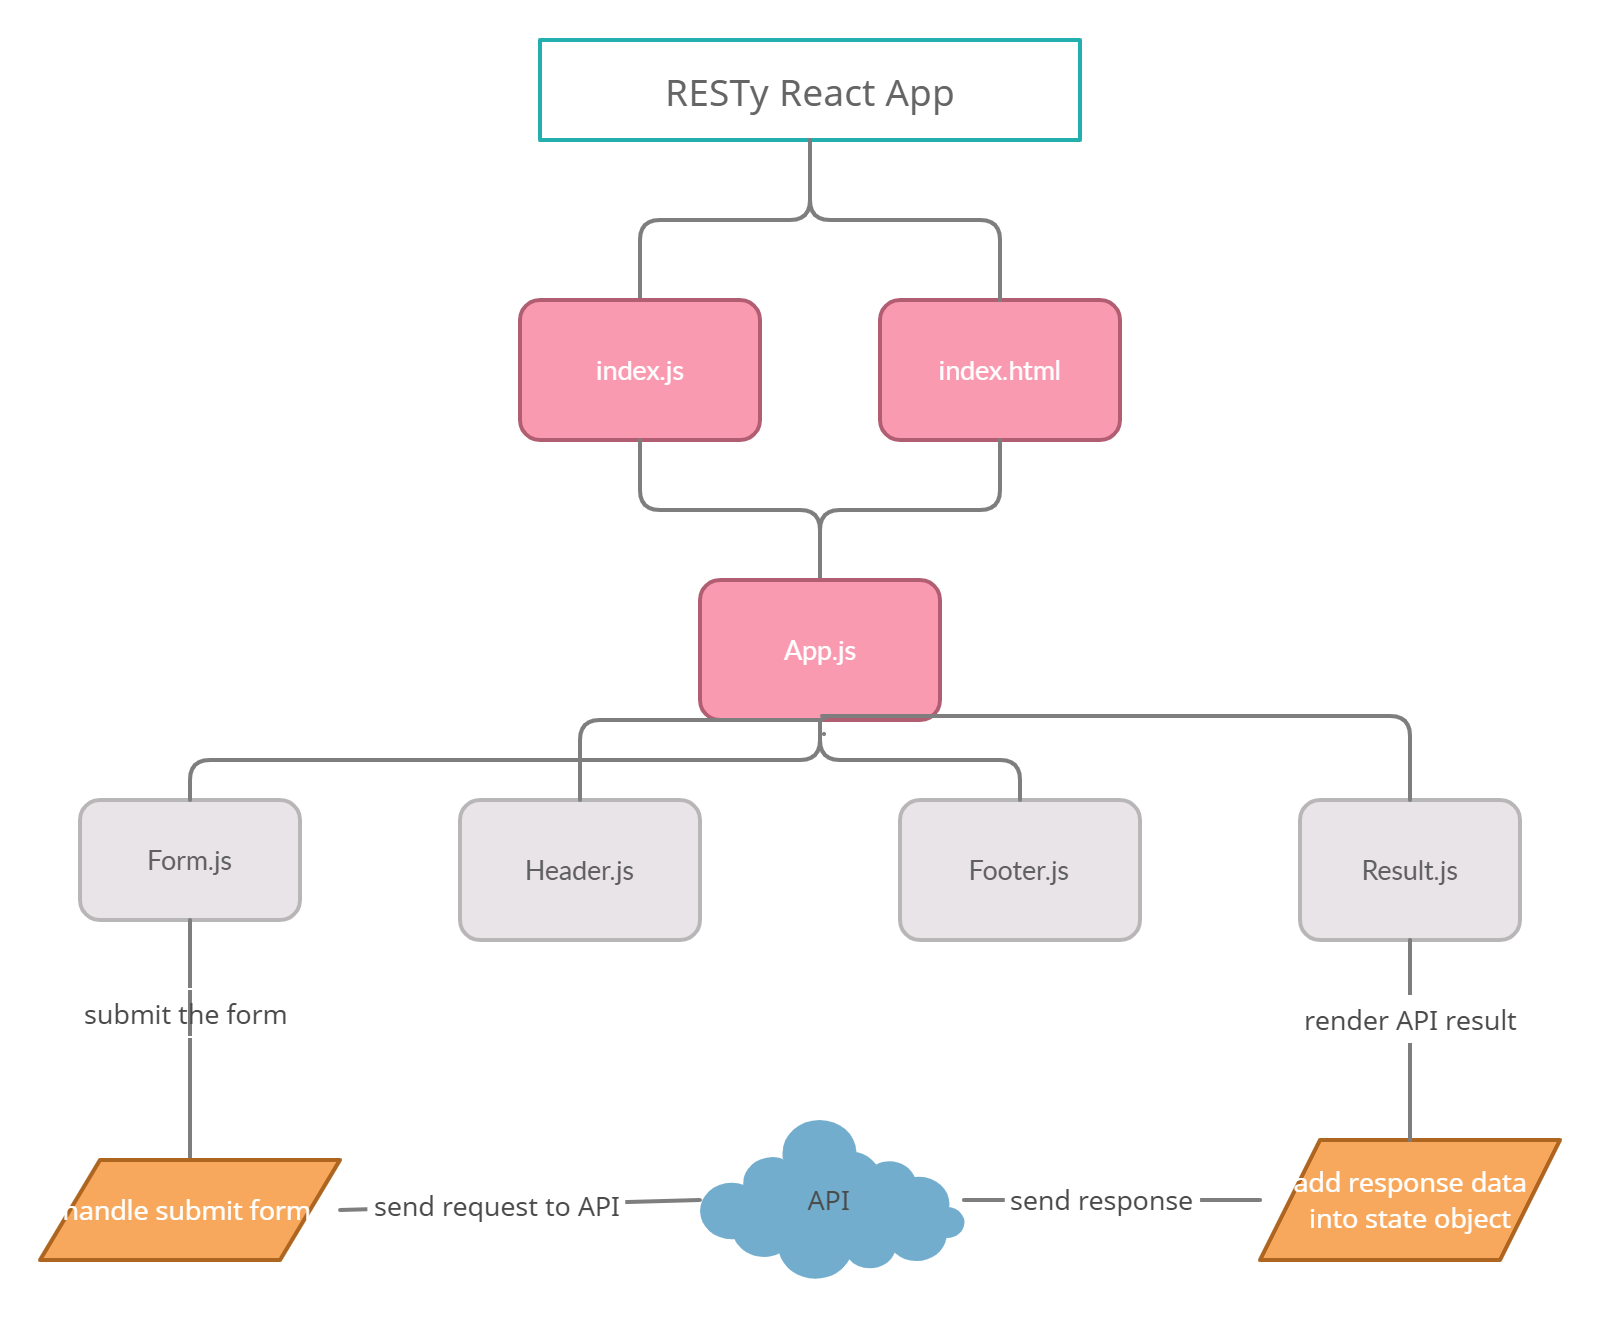 RESTy React App
index.js
index.html
App.js
Form.js
Header.js
Footer.js
Result.js
submit the form
render API result
handle submit form
send request to API
API
send response
add response data
into state object